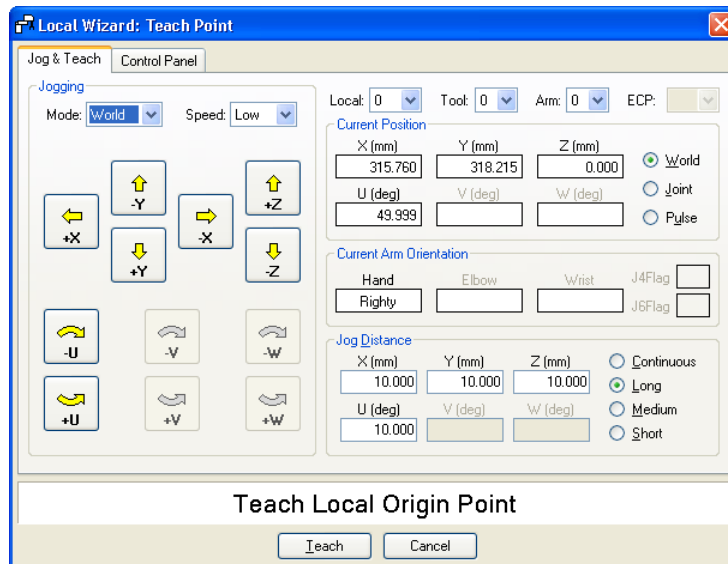 Local Wizard: Teach Point
Jog & Teach Control Panel
Jogging
Mode: World Speed: Low
+X
-Y
+Y
-X
+Z
-Z
-U -V -W
+U +V +W
Local: 0 Tool: 0 Arm: 0 ECP:
Current Position
X (mm) Y (mm) Z (mm)
315.760 318.215 0.000
U (deg) V (deg) W (deg)
49.999
World
Joint
Pulse
Current Arm Orientation
Hand Elbow Wrist
Righty
J4Flag
J6Flag
Jog Distance
X (mm) Y (mm) Z (mm)
10.000 10.000 10.000
U (deg) V (deg) W (deg)
10.000
Continuous
Long
Medium
Short
Teach Local Origin Point
Teach Cancel